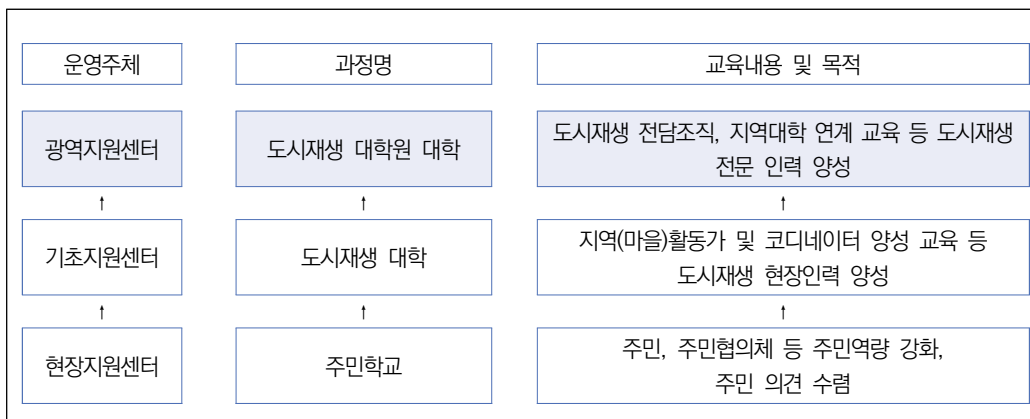 운영주체 과정명 교육내용 및 목적
광역지원센터 도시재생 대학원 대학 도시재생 전담조직, 지역대학 연계 교육 등 도시재생
전문 인력 양성
↑ ↑ ↑
기초지원센터 도시재생 대학 지역(마을)활동가 및 코디네이터 양성 교육 등
도시재생 현장인력 양성
↑ ↑ ↑
현장지원센터 주민학교 주민, 주민협의체 등 주민역량 강화,
주민 의견 수렴